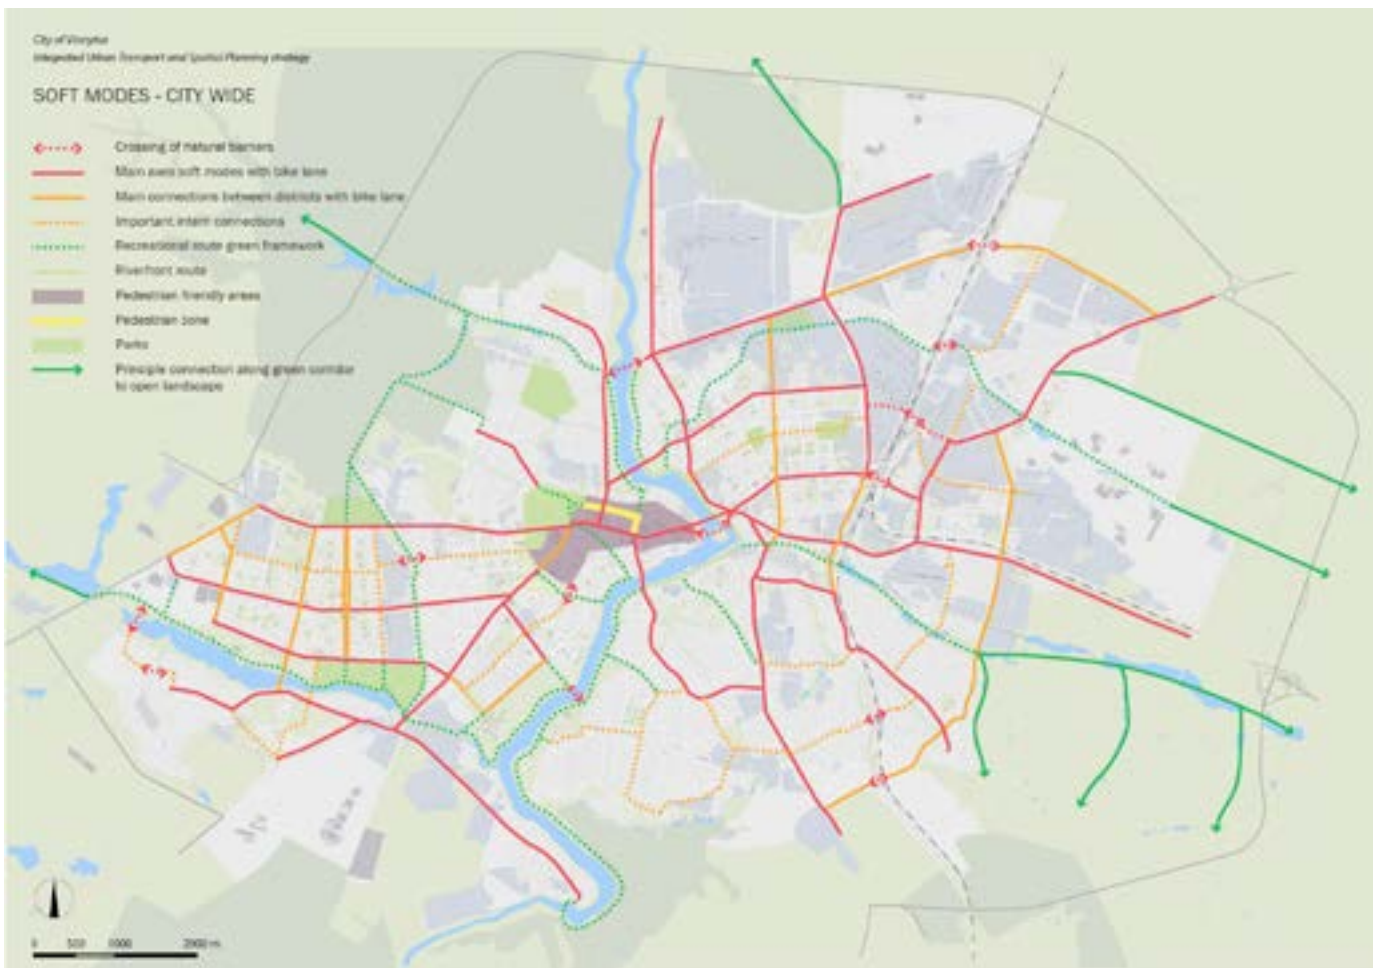 City of Vinnytsia
Integrated Urban Transport and Spatial Planning strategy
SOFT MODES - CITY WIDE
Crossing of natural barriers
Main axes soft modes with bike lane
Main connections between districts with bike lane
Important intern connections
Recreational route green framework
Riverfront route
Pedestrian friendly areas
Pedestrian zone
Parks
Principle connection along green corridor
to open landscape
0 500 1000 2000 m